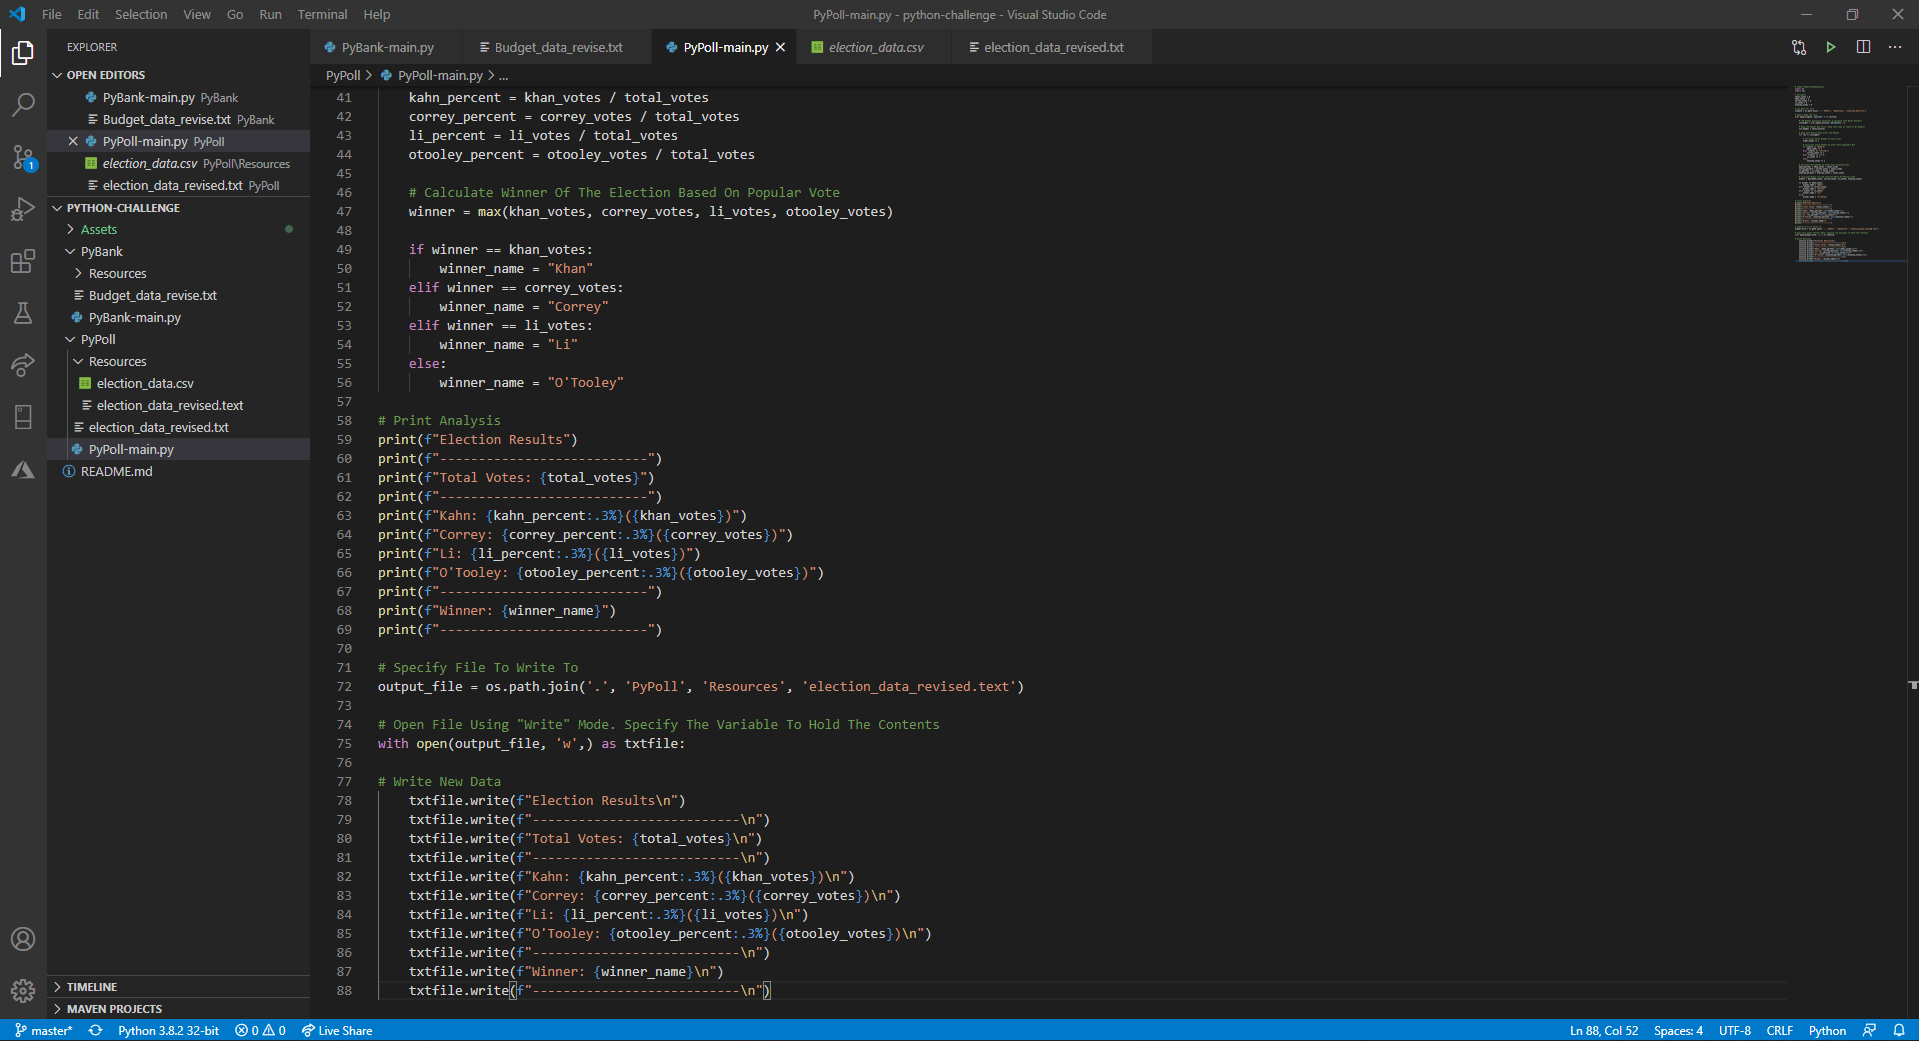 File Edit Selection View Go Run Terminal Help
PyPoll-main.py - python-challenge - Visual Studio Code
EXPLORER
OPEN EDITORS
PyBank-main.py PyBank
Budget_data_revise.txt PyBank
PyPoll-main.py PyPoll
election_data.csv PyPoll\Resources
election_data_revised.txt PyPoll
PYTHON-CHALLENGE
Assets
PyBank
Resources
Budget_data_revise.txt
PyBank-main.py
PyPoll
Resources
election_data.csv
election_data_revised.text
election_data_revised.txt
PyPoll-main.py
README.md
TIMELINE
MAVEN PROJECTS
1
PyBank-main.py Budget_data_revise.txt PyPoll-main.py election_data.csv election_data_revised.txt
PyPoll > PyPoll-main.py > ...
41 kahn_percent = khan_votes / total_votes
42 correy_percent = correy_votes / total_votes
43 li_percent = li_votes / total_votes
44 otooley_percent = otooley_votes / total_votes
45
46 # Calculate Winner Of The Election Based On Popular Vote
47 winner = max(khan_votes, correy_votes, li_votes, otooley_votes)
48
49 if winner == khan_votes:
50 winner_name = "Khan"
51 elif winner == correy_votes:
52 winner_name = "Correy"
53 elif winner == li_votes:
54 winner_name = "Li"
55 else:
56 winner_name = "O'Tooley"
57
58 # Print Analysis
59 print(f"Election Results")
60 print(f"---------------------------")
61 print(f"Total Votes: {total_votes}")
62 print(f"---------------------------")
63 print(f"Kahn: {kahn_percent:.3%}({khan_votes})")
64 print(f"Correy: {correy_percent:.3%}({correy_votes})")
65 print(f"Li: {li_percent:.3%}({li_votes})")
66 print(f"O'Tooley: {otooley_percent:.3%}({otooley_votes})")
67 print(f"---------------------------")
68 print(f"Winner: {winner_name}")
69 print(f"---------------------------")
70
71 # Specify File To Write To
72 output_file = os.path.join('.', 'PyPoll', 'Resources', 'election_data_revised.text')
73
74 # Open File Using "Write" Mode. Specify The Variable To Hold The Contents
75 with open(output_file, 'w',) as txtfile:
76
77 # Write New Data
78 txtfile.write(f"Election Results\n")
79 txtfile.write(f"---------------------------\n")
80 txtfile.write(f"Total Votes: {total_votes}\n")
81 txtfile.write(f"---------------------------\n")
82 txtfile.write(f"Kahn: {kahn_percent:.3%}({khan_votes})\n")
83 txtfile.write(f"Correy: {correy_percent:.3%}({correy_votes})\n")
84 txtfile.write(f"Li: {li_percent:.3%}({li_votes})\n")
85 txtfile.write(f"O'Tooley: {otooley_percent:.3%}({otooley_votes})\n")
86 txtfile.write(f"---------------------------\n")
87 txtfile.write(f"Winner: {winner_name}\n")
88 txtfile.write(f"---------------------------\n")
master* Python 3.8.2 32-bit 0 0 Live Share Ln 88, Col 52 Spaces: 4 UTF-8 CRLF Python